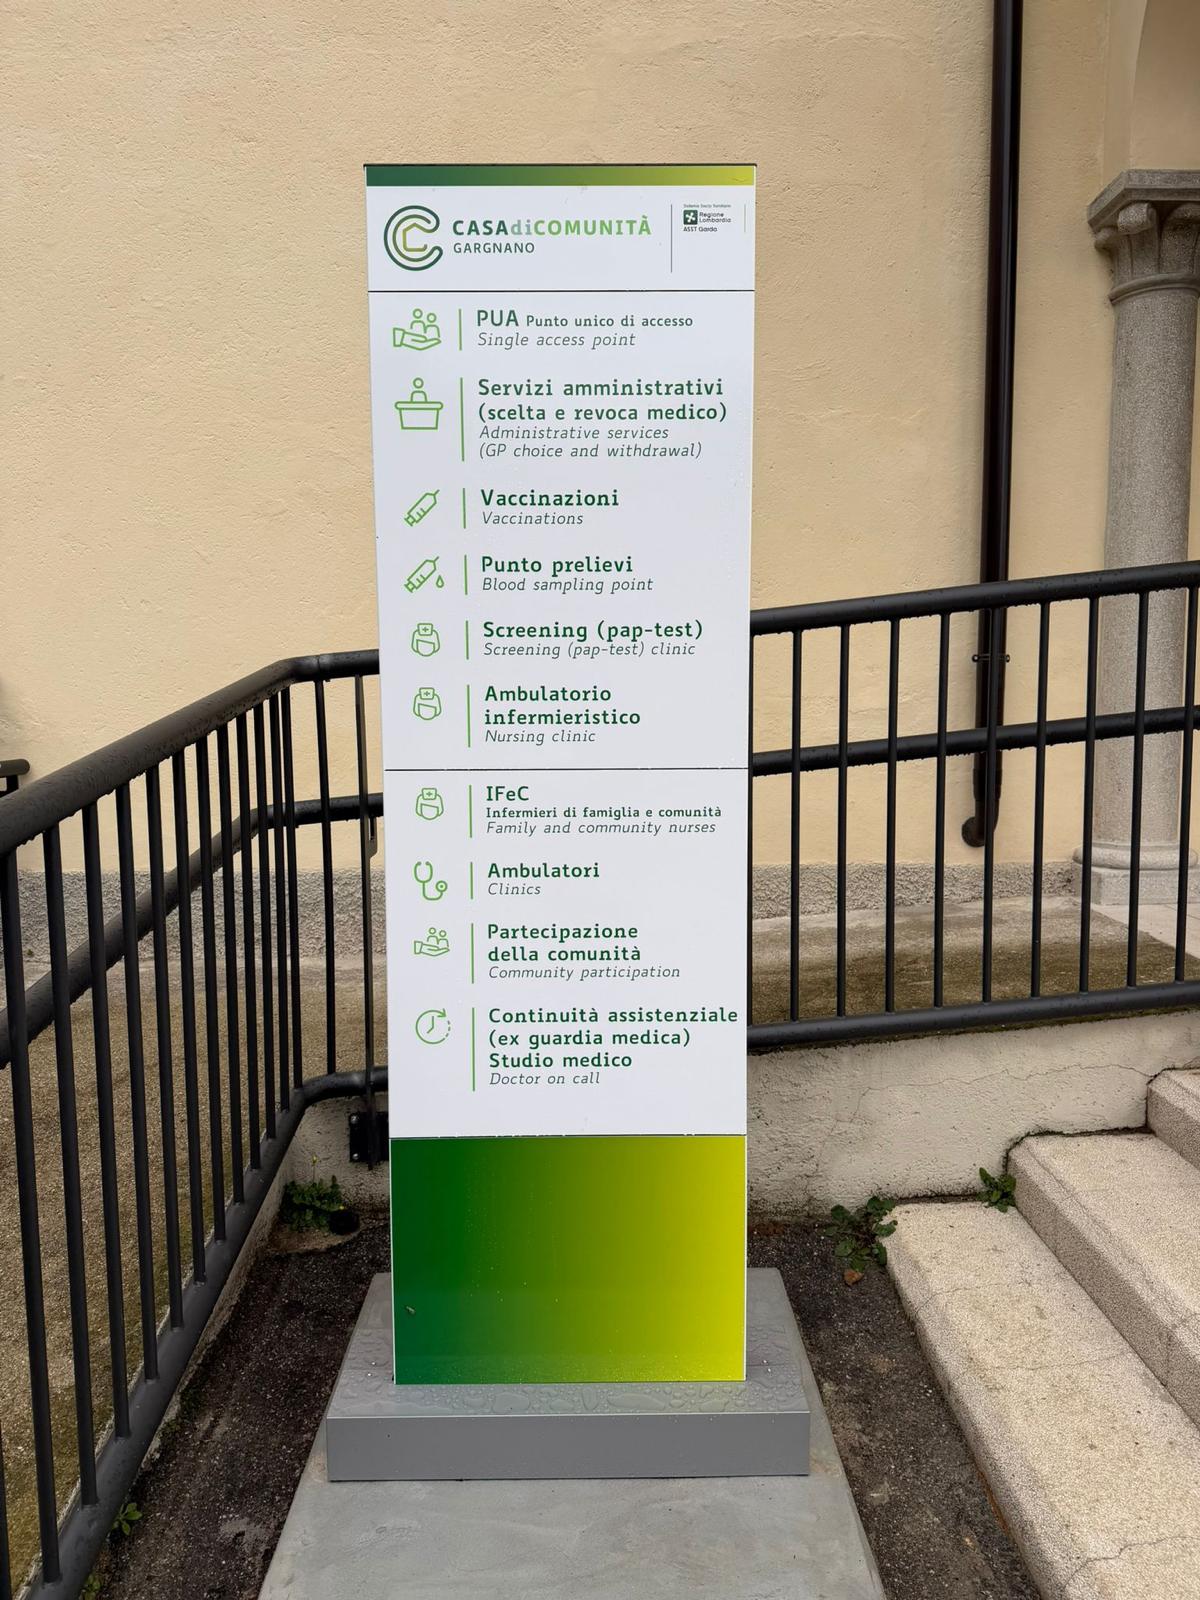 CASAdiCOMUNITÀ
GARGNANO
Sistema Socio Sanitario
Regione
Lombardia
ASST Garda
PUA Punto unico di accesso
Single access point
Servizi amministrativi
(scelta e revoca medico)
Administrative services
(GP choice and withdrawal)
Vaccinazioni
Vaccinations
Punto prelievi
Blood sampling point
Screening (pap-test)
Screening (pap-test) clinic
Ambulatorio
infermieristico
Nursing clinic
IFeC
Infermieri di famiglia e comunità
Family and community nurses
Ambulatori
Clinics
Partecipazione
della comunità
Community participation
Continuità assistenziale
(ex guardia medica)
Studio medico
Doctor on call